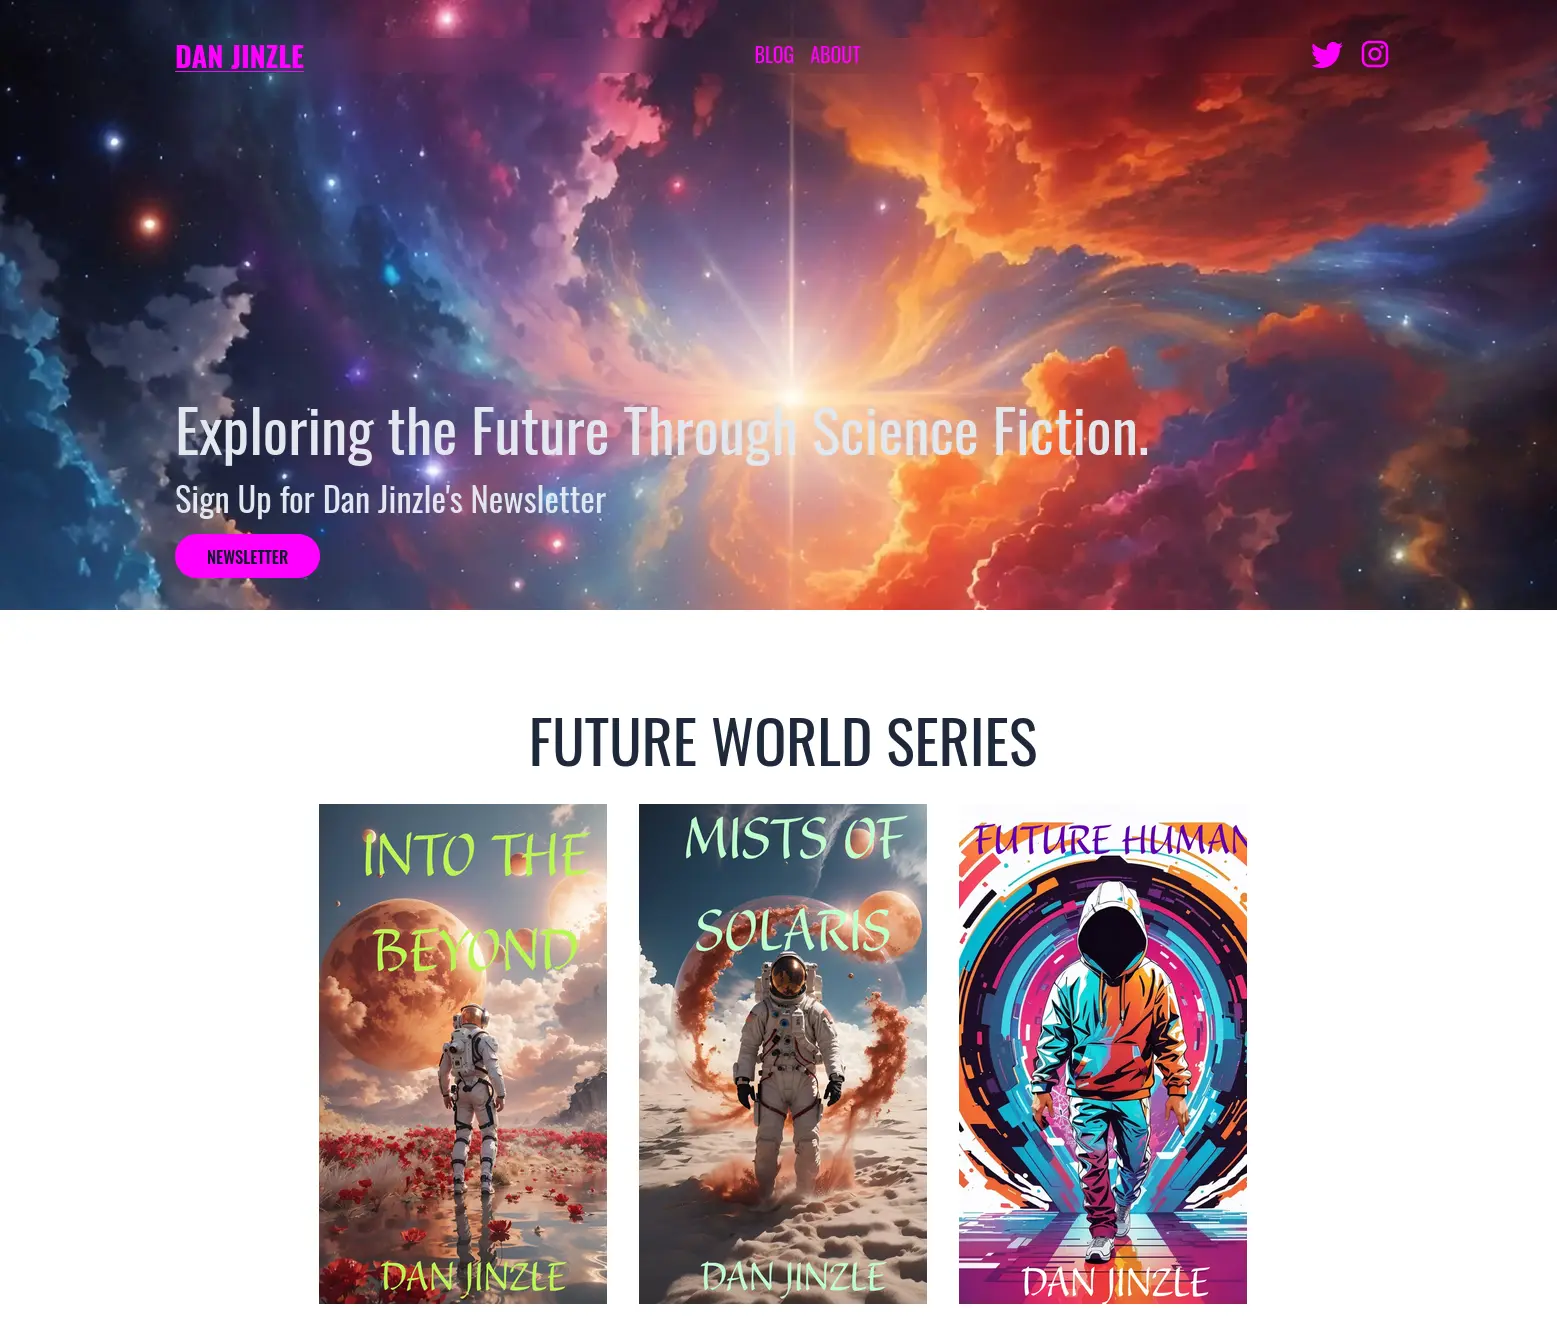 DAN JINZLE
BLOG ABOUT
Exploring the Future Through Science Fiction.
Sign Up for Dan Jinzle's Newsletter
NEWSLETTER
FUTURE WORLD SERIES
INTO THE
BEYOND
DAN JINZLE
MISTS OF
SOLARIS
DAN JINZLE
FUTURE HUMAN
DAN JINZLE